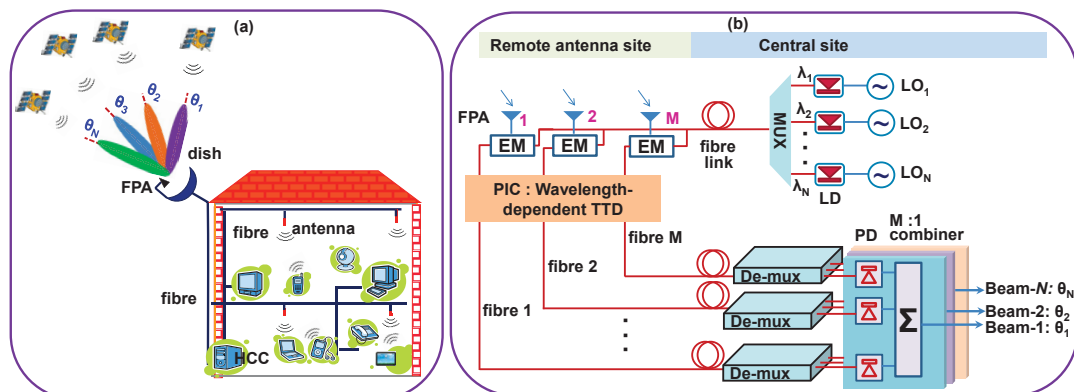 (a)
θN
θ3
θ2
θ1
dish
FPA
fibre
antenna
fibre
HCC
(b)
Remote antenna site
Central site
FPA
1
2
M
EM
EM
EM
fibre
link
MUX
λ1
λ2
λN
LD
LO1
LO2
LON
PIC : Wavelength-
dependent TTD
fibre M
fibre 2
fibre 1
De-mux
De-mux
De-mux
PD
M :1
combiner
Σ
Beam-N: θN
Beam-2: θ2
Beam-1: θ1